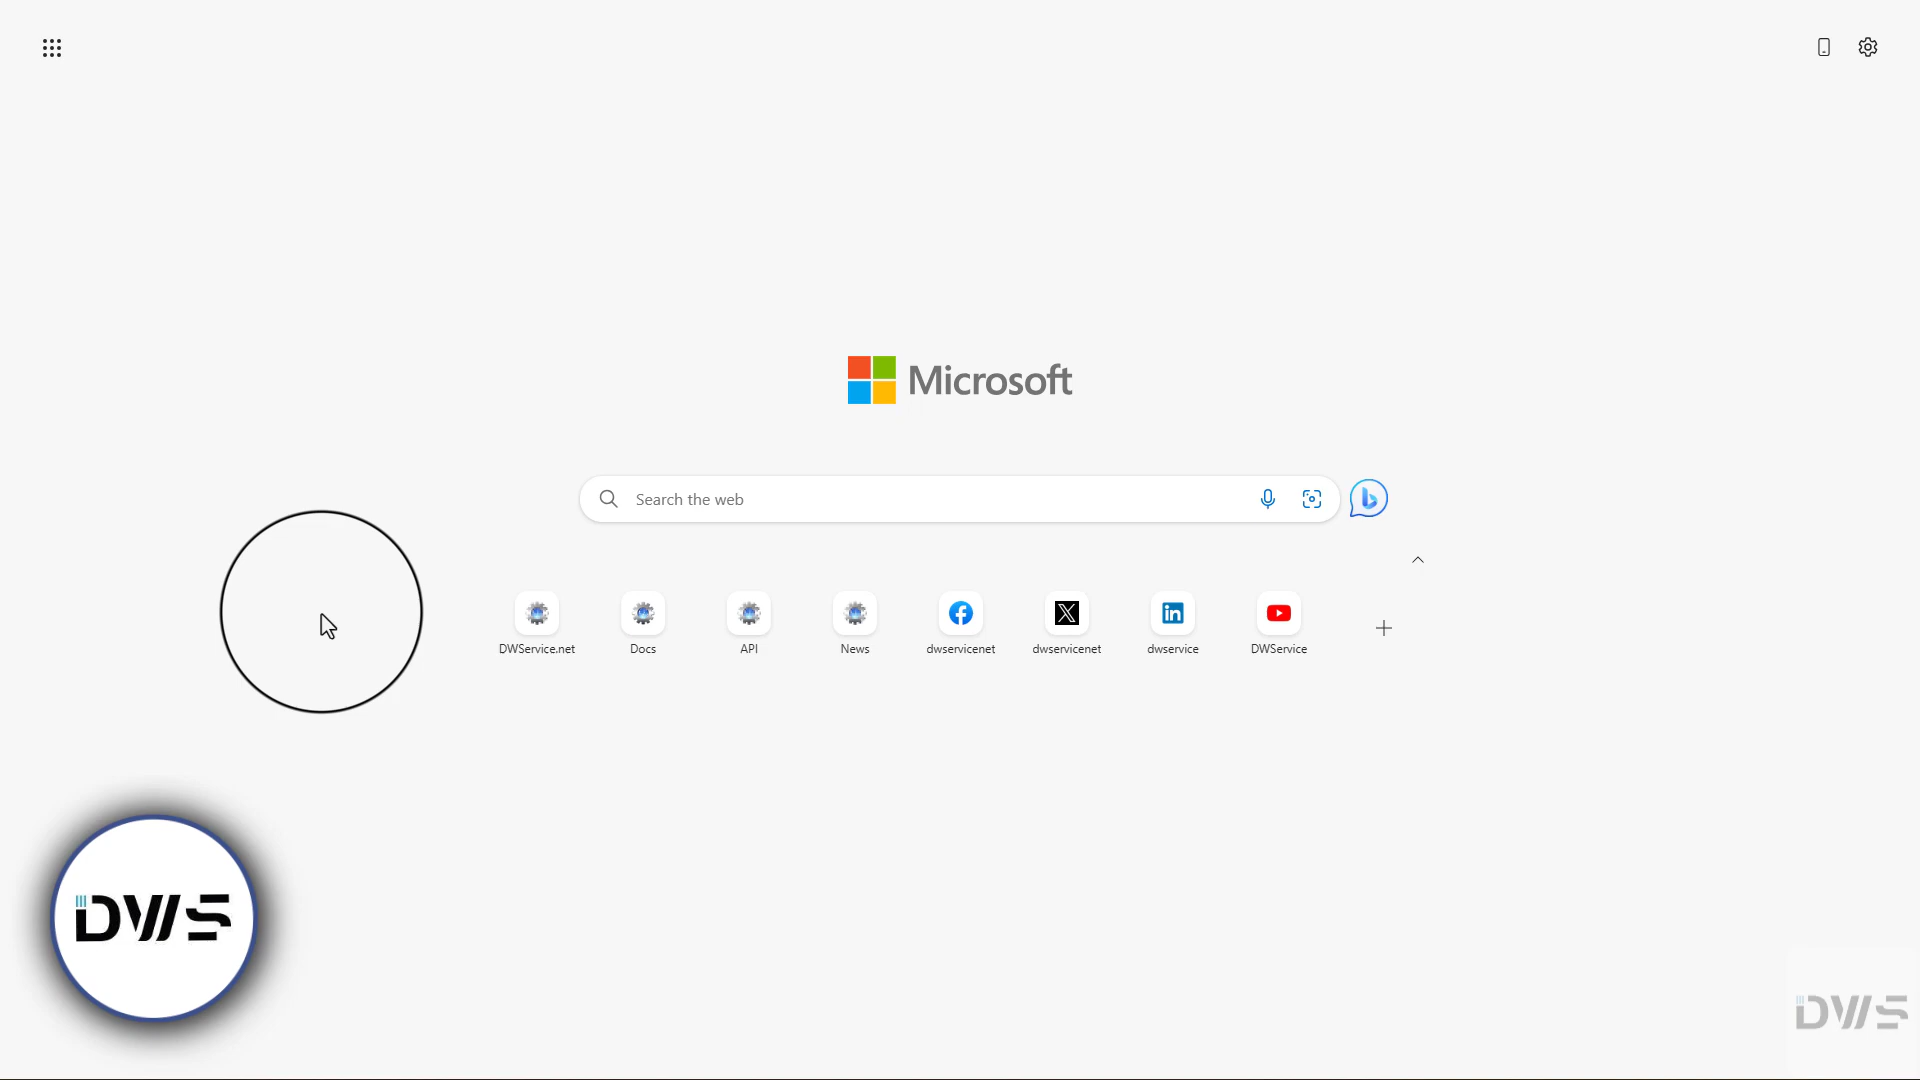 Microsoft
Search the web
DWService.net
Docs
API
News
dwservicenet
dwservicenet
dwservice
DWService
DWS
DWS